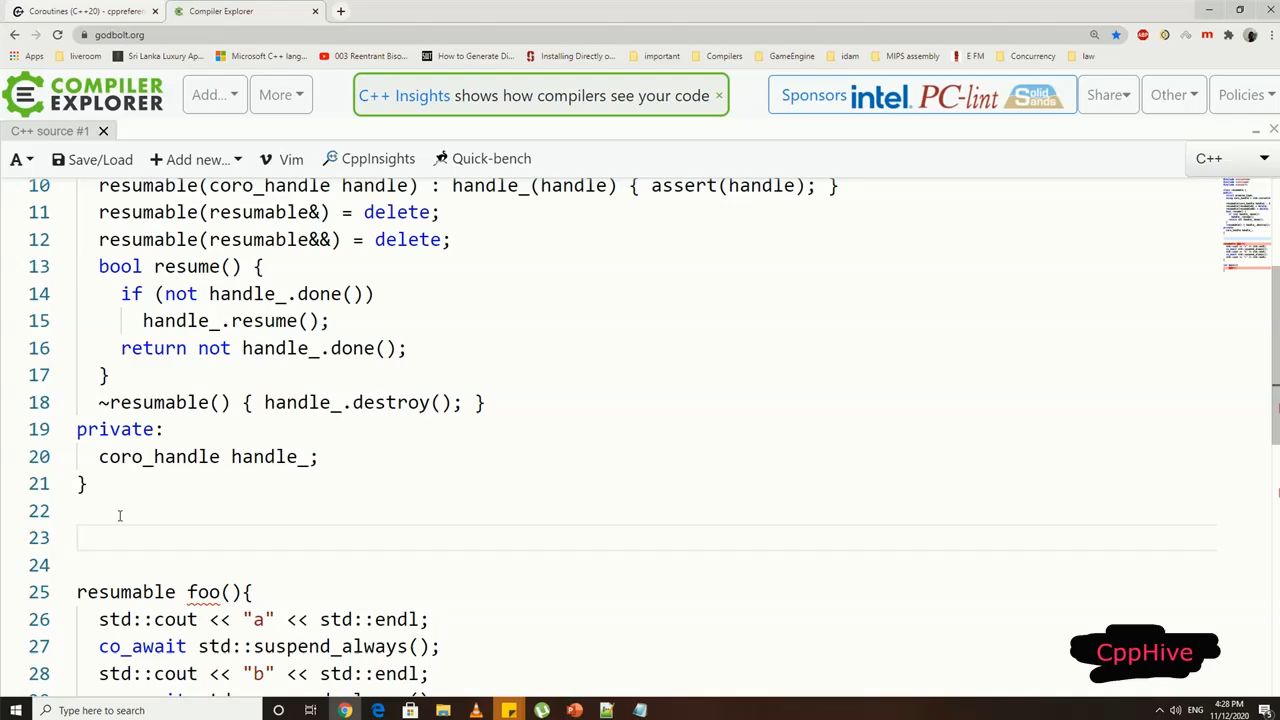 Coroutines (C++20) - cpprefere
Compiler Explorer
godbolt.org
Apps
liveroom
Sri Lanka Luxury Ap...
Microsoft C++ lang...
003 Reentrant Biso...
How to Generate Di...
Installing Directly o...
important
Compilers
GameEngine
idam
MIPS assembly
E FM
Concurrency
law
COMPILER
EXPLORER
Add...
More
C++ Insights shows how compilers see your code ×
Sponsors intel. PC-lint Solid Sands
Share
Other
Policies
C++ source #1
A
Save/Load
Add new...
Vim
CppInsights
Quick-bench
C++
10 resumable(coro_handle handle) : handle_(handle) { assert(handle); }
11 resumable(resumable&) = delete;
12 resumable(resumable&&) = delete;
13 bool resume() {
14 if (not handle_.done())
15 handle_.resume();
16 return not handle_.done();
17 }
18 ~resumable() { handle_.destroy(); }
19 private:
20 coro_handle handle_;
21 }
22
23
24
25 resumable foo(){
26 std::cout << "a" << std::endl;
27 co_await std::suspend_always();
28 std::cout << "b" << std::endl;
CppHive
Type here to search
ENG
4:28 PM
11/12/2020